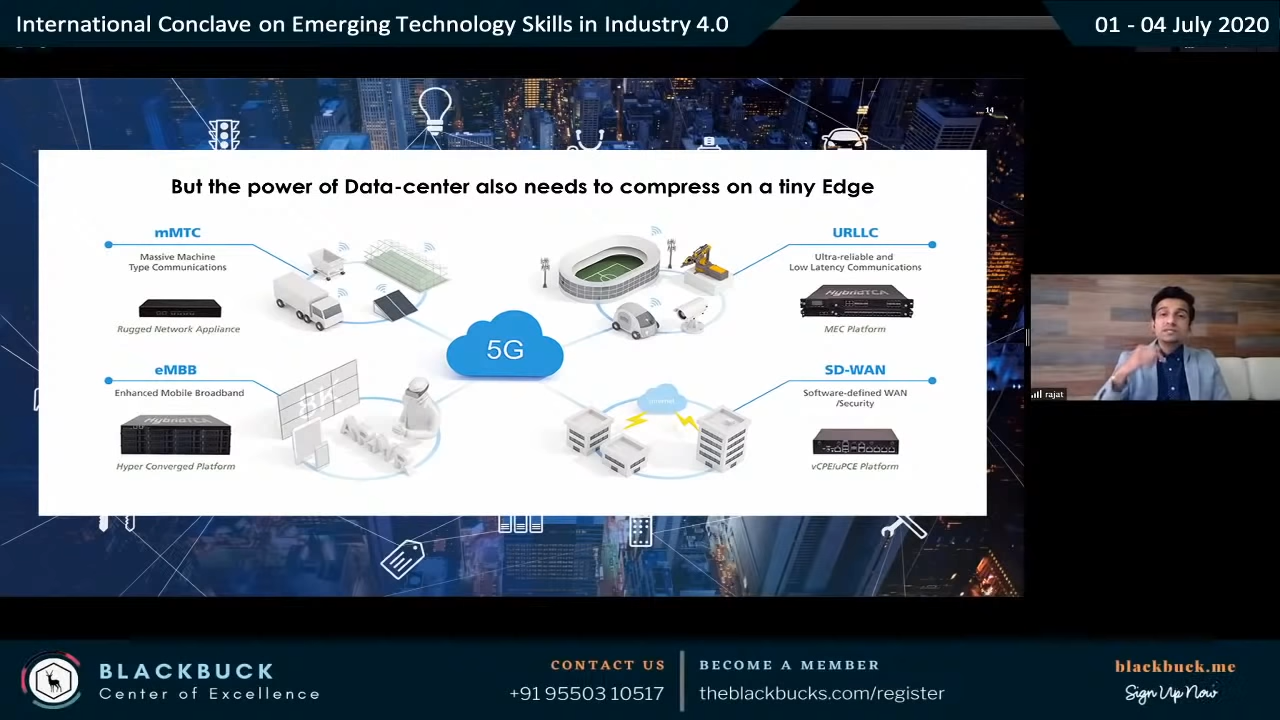 International Conclave on Emerging Technology Skills in Industry 4.0
01 - 04 July 2020
14
But the power of Data-center also needs to compress on a tiny Edge
mMTC
Massive Machine
Type Communications
Rugged Network Appliance
URLLC
Ultra-reliable and
Low Latency Communications
HybridTCA
MEC Platform
5G
eMBB
Enhanced Mobile Broadband
HybridTCA
Hyper Converged Platform
SD-WAN
Software-defined WAN
/Security
vCPE/uPCE Platform
rajat
BLACKBUCK
Center of Excellence
CONTACT US
+91 95503 10517
BECOME A MEMBER
theblackbucks.com/register
blackbuck.me
Sign Up Now